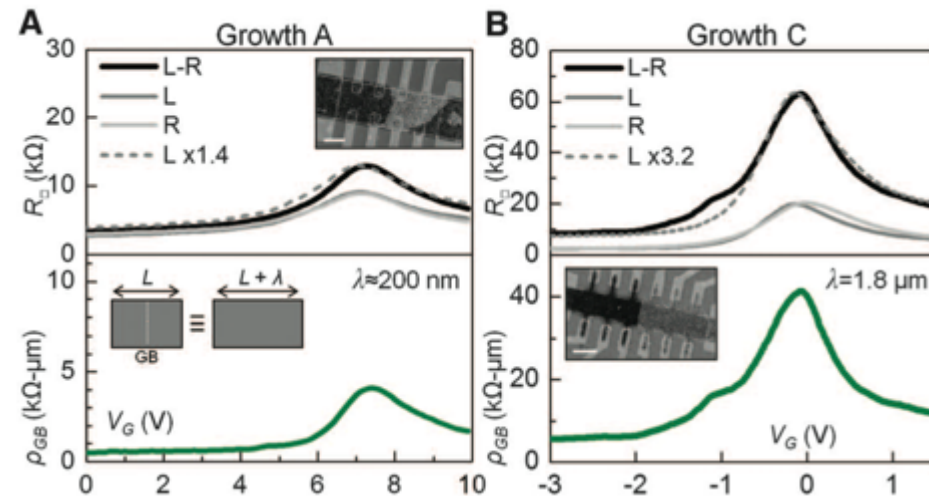 A
Growth A
30
20
10
0
R□ (kΩ)
L-R
L
R
L x1.4
10
5
0
ρGB (kΩ-μm)
L
L + λ
≡
GB
λ≈200 nm
VG (V)
0 2 4 6 8 10
B
Growth C
80
60
40
20
0
R□ (kΩ)
L-R
L
R
L x3.2
40
20
0
ρGB (kΩ-μm)
λ=1.8 μm
VG (V)
-3 -2 -1 0 1